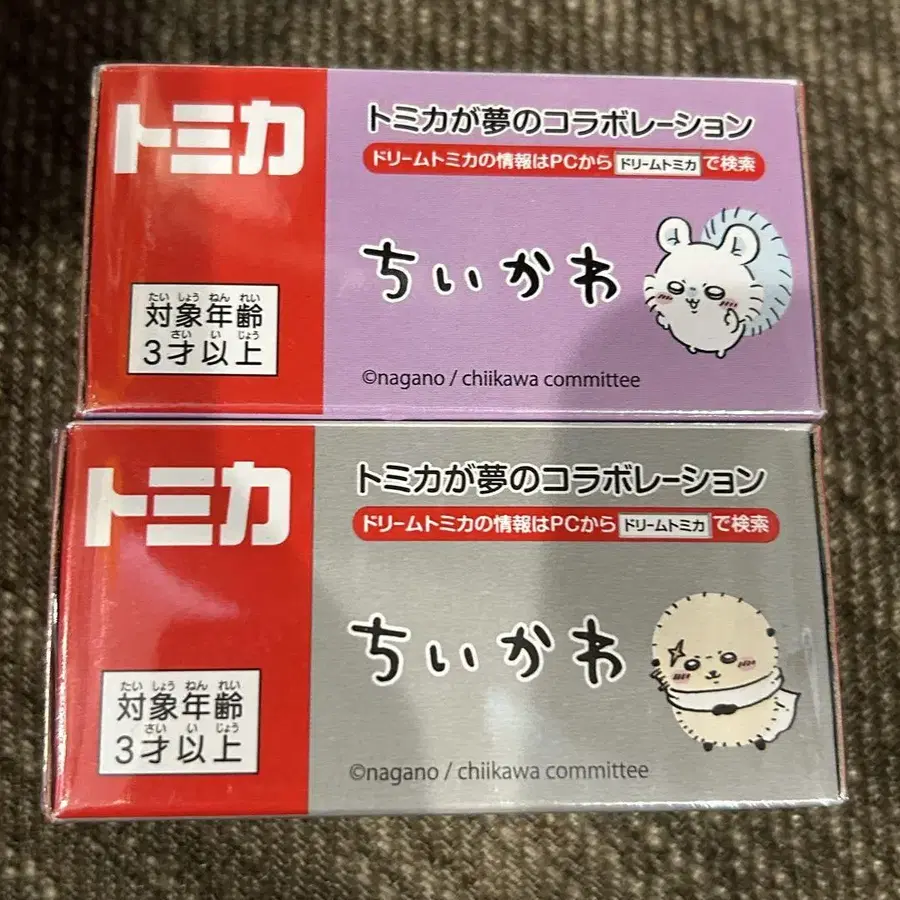 トミカ
トミカが夢のコラボレーション
ドリームトミカの情報はPCから ドリームトミカ で検索
ちいかわ
たい しょう ねん れい
対象年齢
さい い じょう
3才以上
©nagano / chiikawa committee
トミカ
トミカが夢のコラボレーション
ドリームトミカの情報はPCから ドリームトミカ で検索
ちいかわ
たい しょう ねん れい
対象年齢
さい い じょう
3才以上
©nagano / chiikawa committee